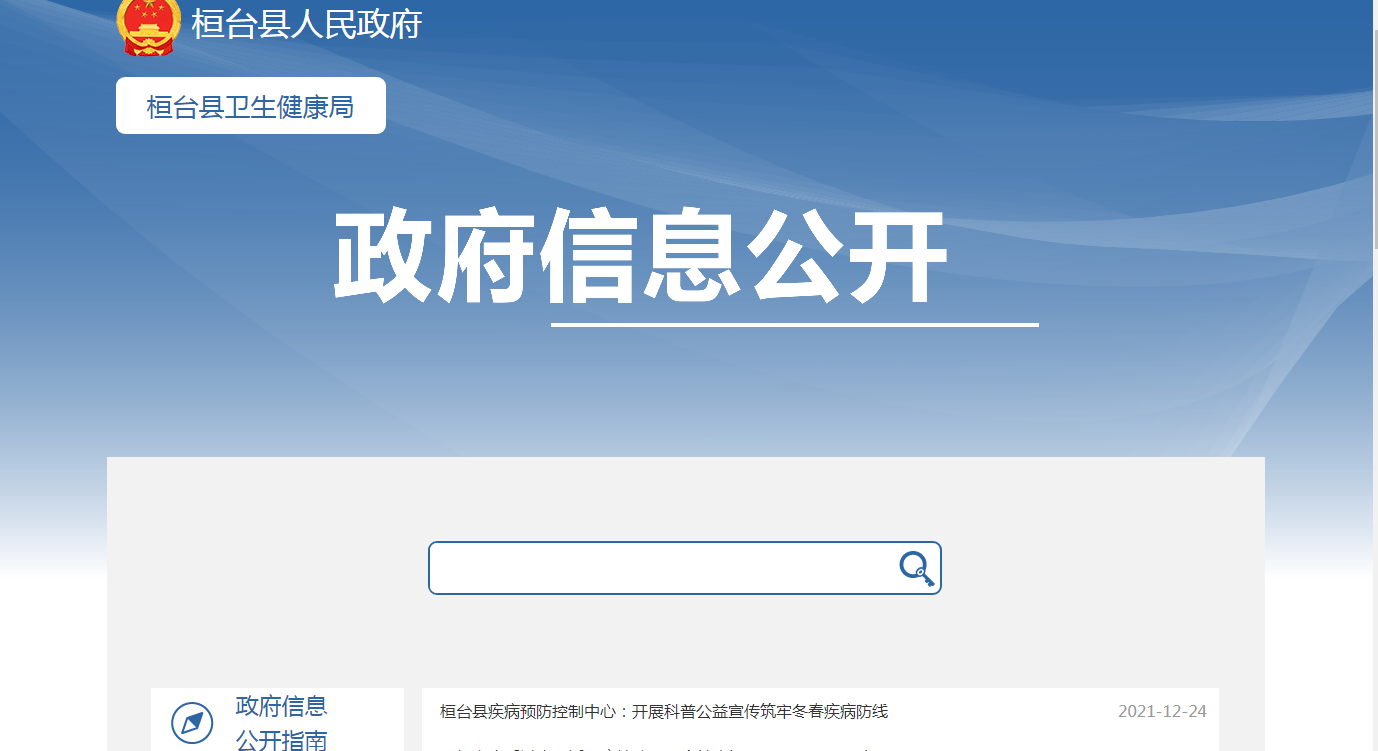 桓台县人民政府
桓台县卫生健康局
政府信息公开
政府信息
公开指南
桓台县疾病预防控制中心：开展科普公益宣传筑牢冬春疾病防线
2021-12-24